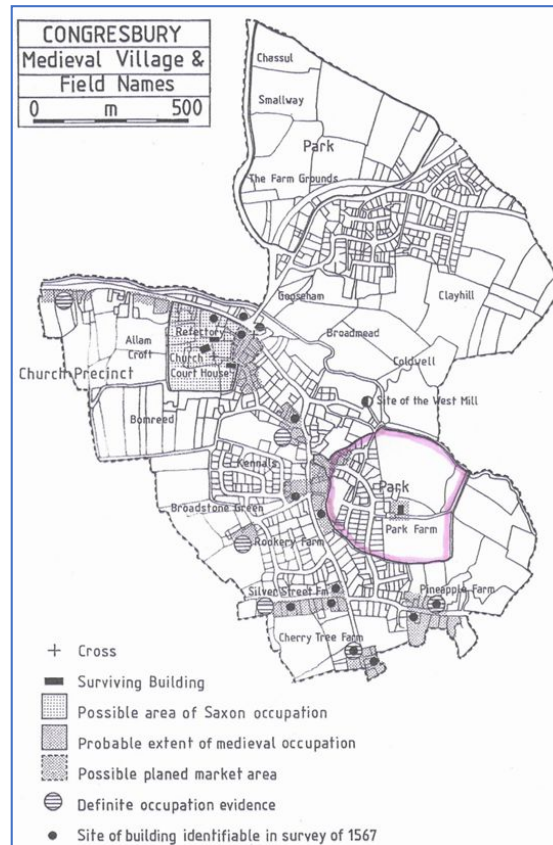 CONGRESBURY
Medieval Village &
Field Names
0 m 500
Chassul
Smallway
Park
The Farm Grounds
Gooseham
Clayhill
Broadmead
Refectory
Allam
Croft
Church
Court House
Coldwell
Church Precinct
Site of the West Mill
Bomreed
Kennals
Park
Broadstone Green
Park Farm
Rookery Farm
Silver Street Fm
Pineapple Farm
Cherry Tree Farm
Cross
Surviving Building
Possible area of Saxon occupation
Probable extent of medieval occupation
Possible planed market area
Definite occupation evidence
Site of building identifiable in survey of 1567